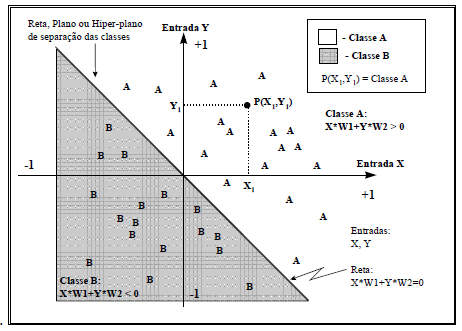 Reta, Plano ou Hiper-plano
de separação das classes
Entrada Y
+1
- Classe A
- Classe B
P(X1,Y1) = Classe A
A
A
A
A
A
Y1
P(X1,Y1)
Classe A:
X*W1+Y*W2 > 0
B
A
A
A
A
A
A
B
B
A
A
A
-1
Entrada X
B
A
X1
+1
B
B
A
B
B
A
B
B
B
Entradas:
X, Y
B
B
B
A
Classe B:
X*W1+Y*W2 < 0
B
B
-1
Reta:
X*W1+Y*W2=0